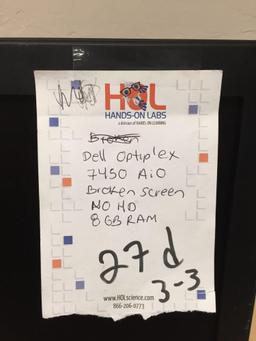 HOL
HANDS-ON LABS
a division of HANDS-ON LEARNING
Broken
Dell Optiplex
7450 AiO
Broken Screen
NO HD
8GB RAM
27d
3-3
www.HOLscience.com
866-206-0773